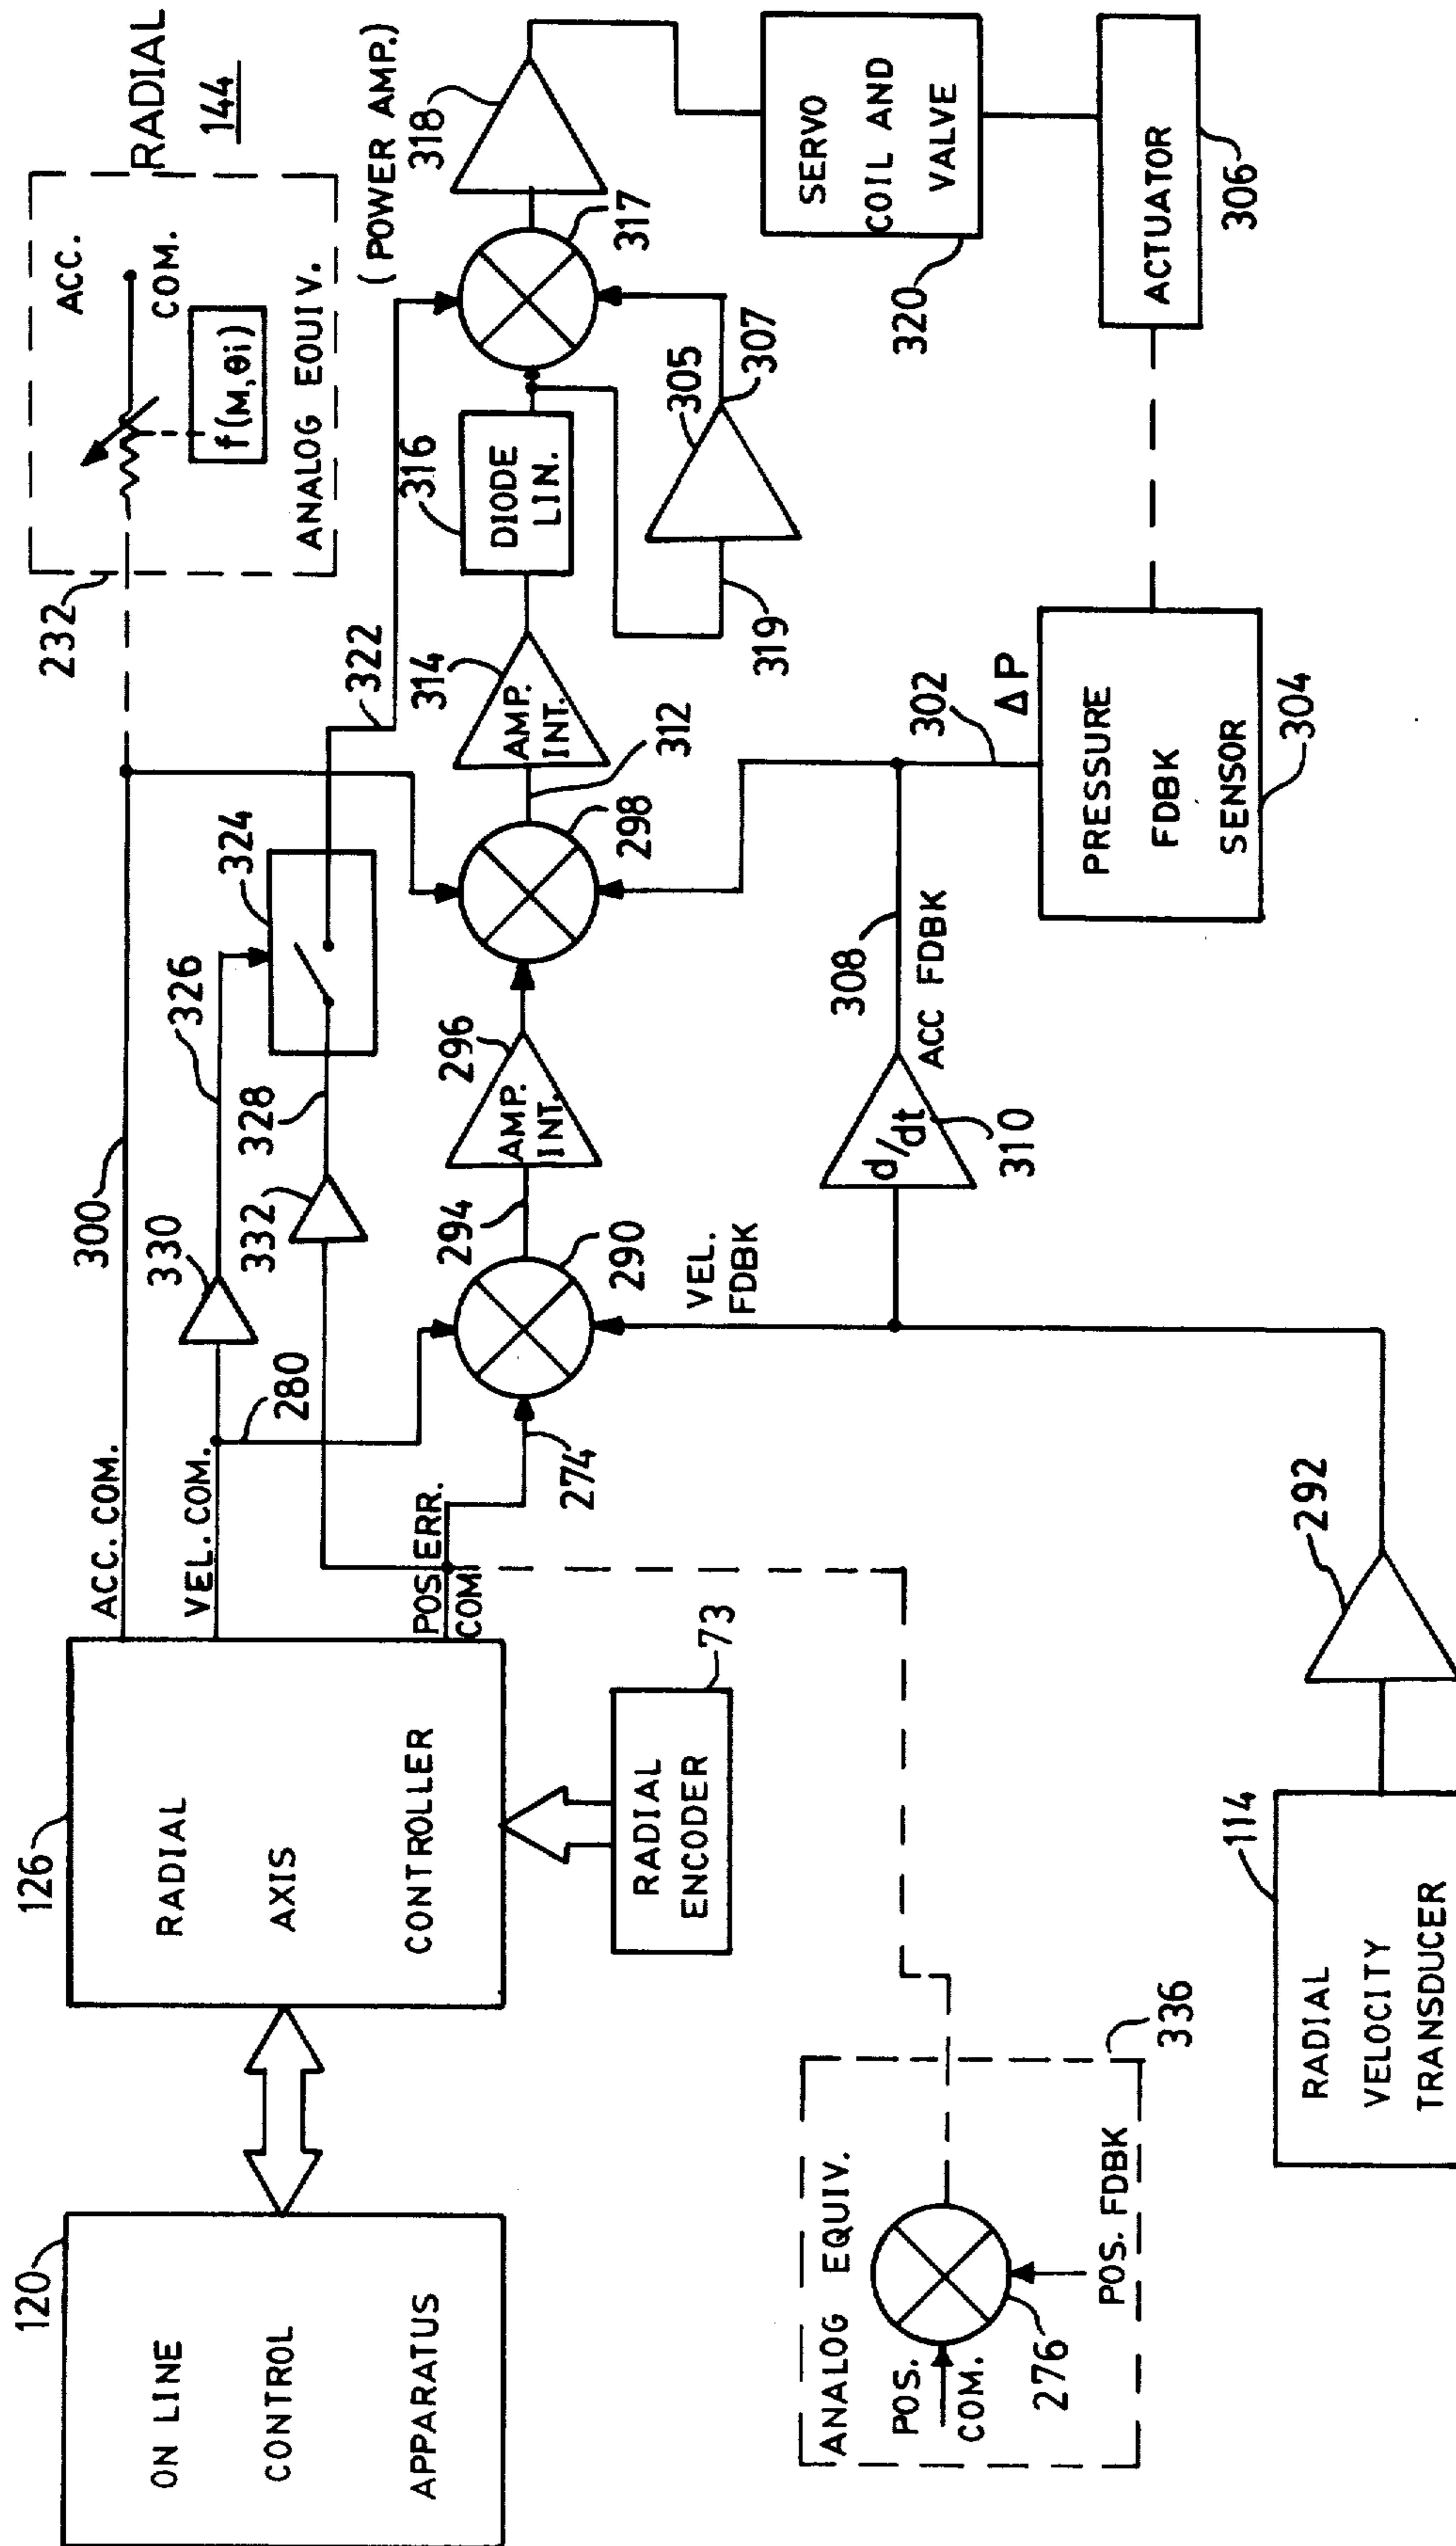 RADIAL
144
ACC.
COM.
f(M,θi)
ANALOG EQUIV.
232
300
ACC. COM.
VEL. COM.
POS ERR.
COM.
126
RADIAL
AXIS
CONTROLLER
120
ON LINE
CONTROL
APPARATUS
73
RADIAL
ENCODER
330
332
280
274
326
328
324
322
290
294
VEL.
FDBK
AMP.
INT.
296
298
312
AMP.
INT.
314
DIODE
LIN.
316
317
318
(POWER AMP.)
305
307
319
SERVO
COIL AND
VALVE
320
ACTUATOR
306
d/dt
310
308
ACC FDBK
302
ΔP
PRESSURE
FDBK
SENSOR
304
292
114
RADIAL
VELOCITY
TRANSDUCER
336
ANALOG EQUIV.
POS.
COM.
276
POS. FDBK